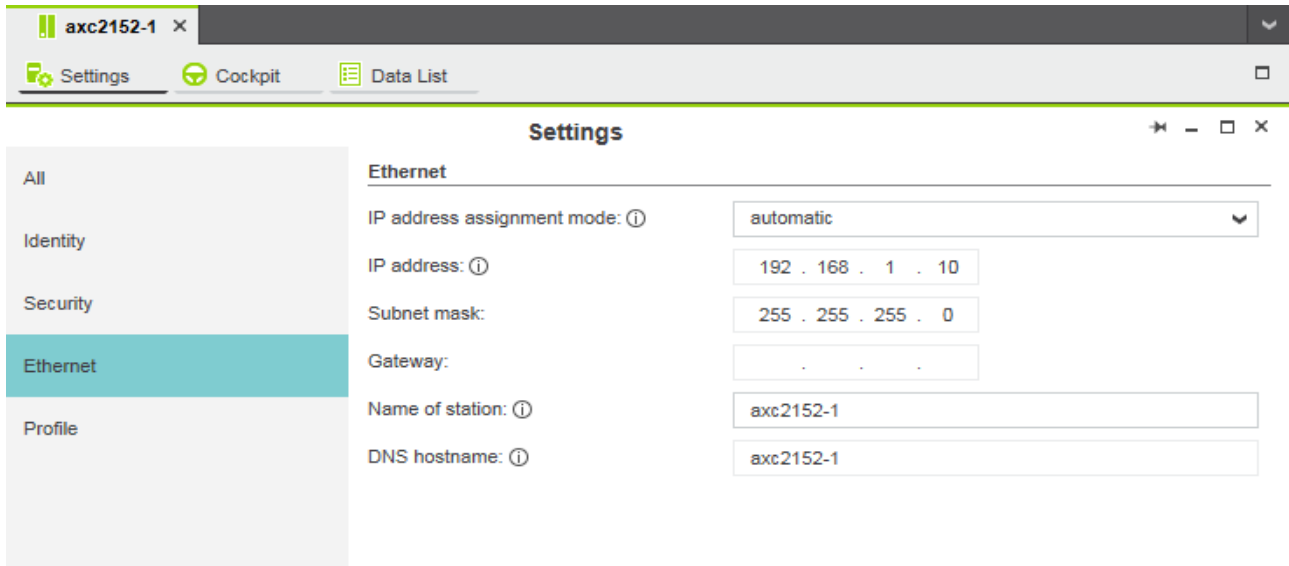 axc2152-1
Settings Cockpit Data List
Settings
All
Identity
Security
Ethernet
Profile
Ethernet
IP address assignment mode: automatic
IP address: 192 . 168 . 1 . 10
Subnet mask: 255 . 255 . 255 . 0
Gateway: . . .
Name of station: axc2152-1
DNS hostname: axc2152-1